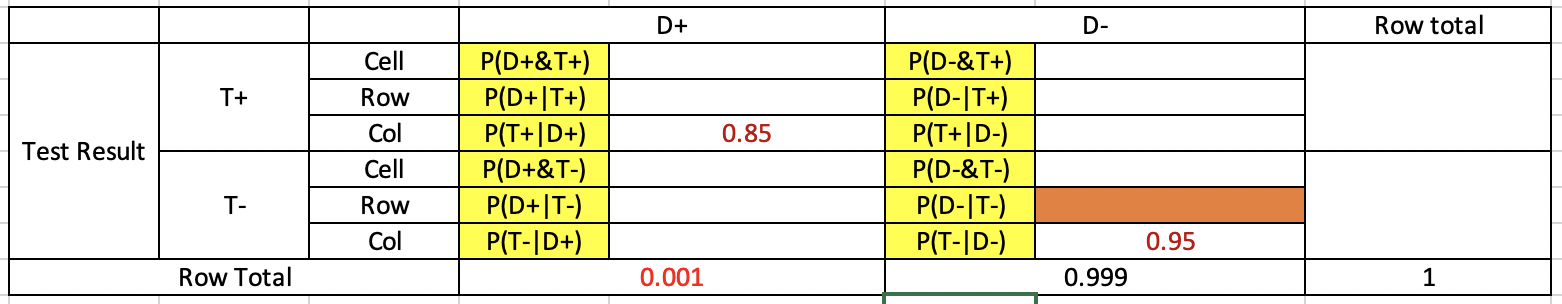 D+ D- Row total
Cell P(D+&T+) P(D-&T+)
T+ Row P(D+|T+) P(D-|T+)
Col P(T+|D+) 0.85 P(T+|D-)
Test Result
Cell P(D+&T-) P(D-&T-)
T- Row P(D+|T-) P(D-|T-)
Col P(T-|D+) P(T-|D-) 0.95
Row Total 0.001 0.999 1